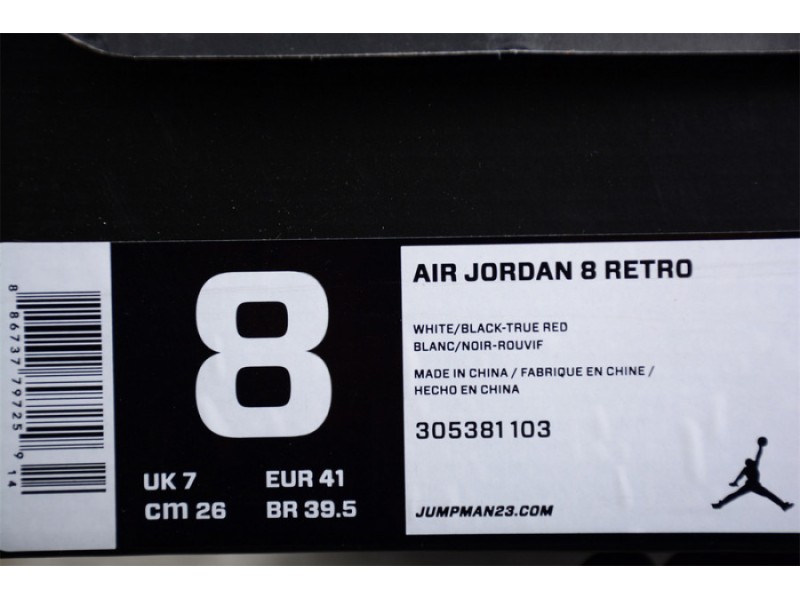 8 86737 79725 9 14
8
UK 7 EUR 41
cm 26 BR 39.5
AIR JORDAN 8 RETRO
WHITE/BLACK-TRUE RED
BLANC/NOIR-ROUVIF
MADE IN CHINA / FABRIQUE EN CHINE /
HECHO EN CHINA
305381 103
JUMPMAN23.COM